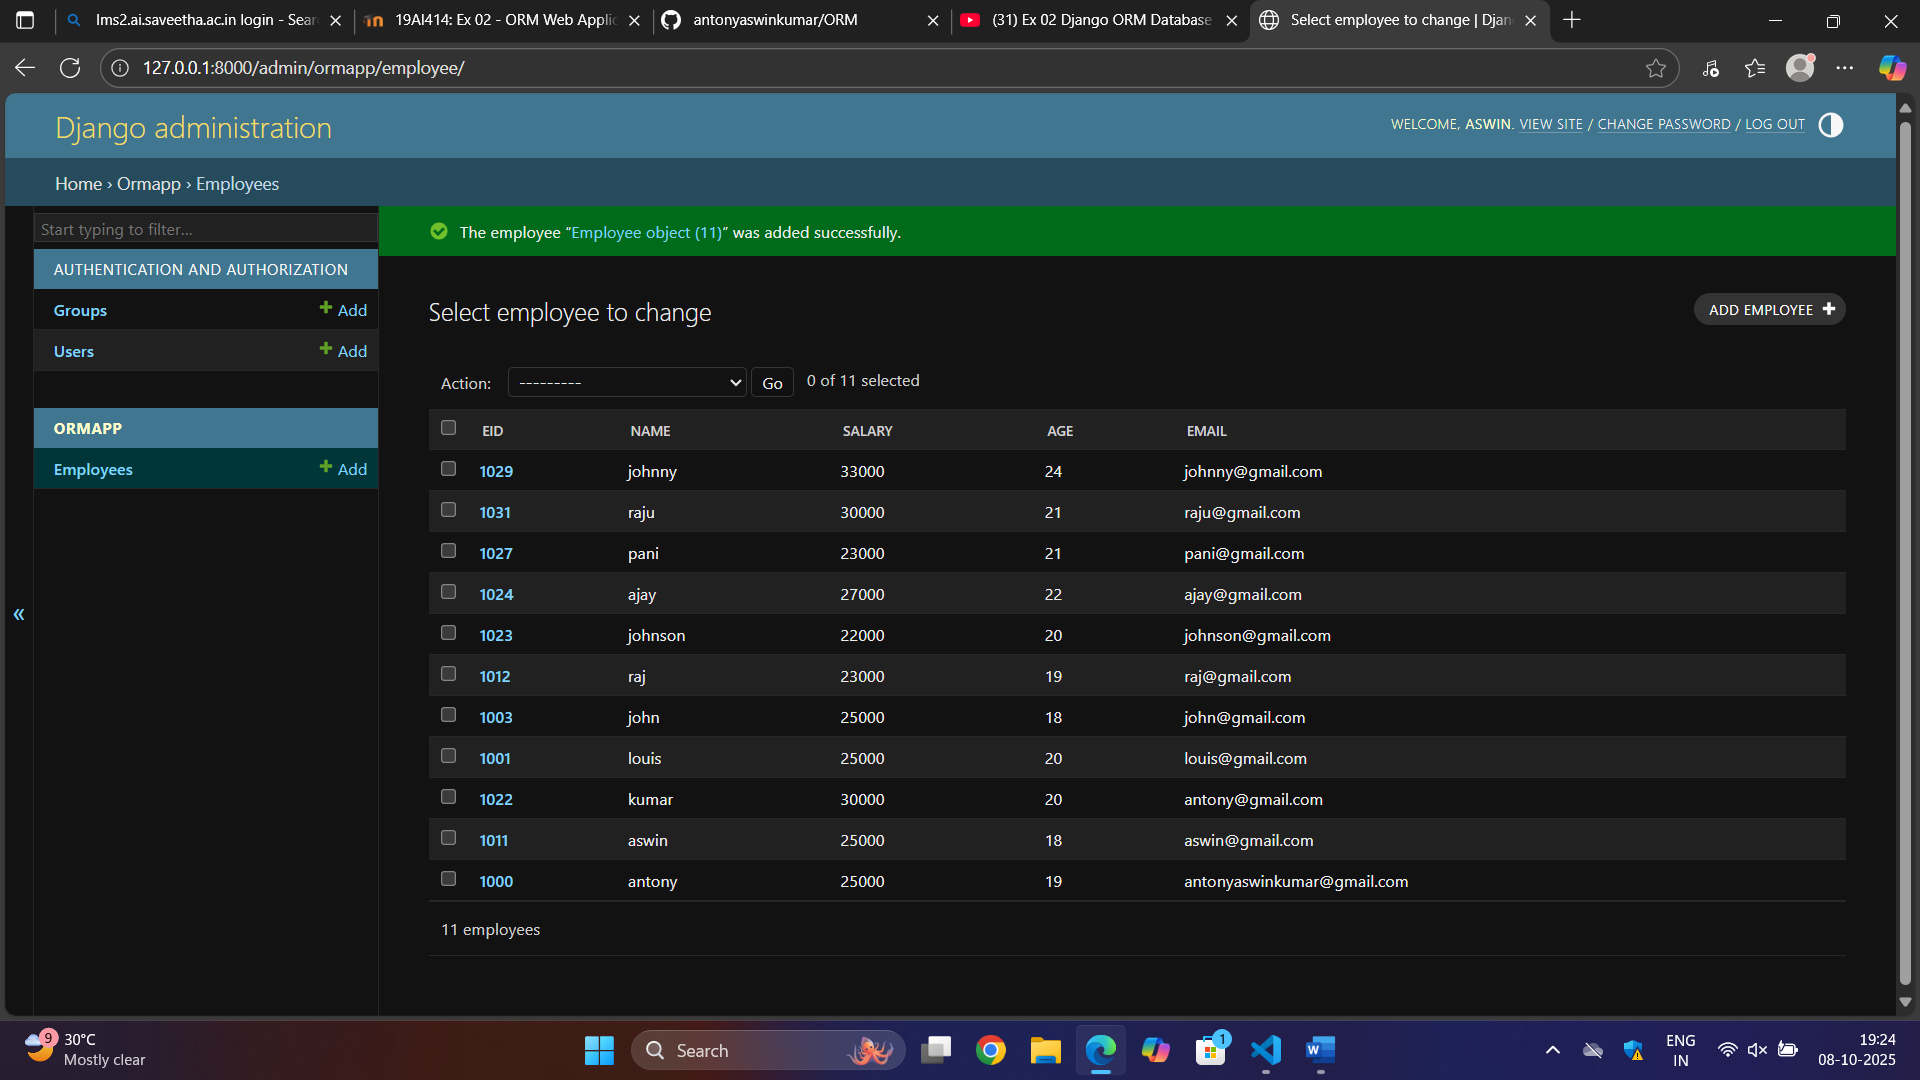 lms2.ai.saveetha.ac.in login - Sear
19AI414: Ex 02 - ORM Web Applic
antonyaswinkumar/ORM
(31) Ex 02 Django ORM Database
Select employee to change | Djan
127.0.0.1:8000/admin/ormapp/employee/
Django administration
WELCOME, ASWIN. VIEW SITE / CHANGE PASSWORD / LOG OUT
Home › Ormapp › Employees
Start typing to filter...
AUTHENTICATION AND AUTHORIZATION
Groups Add
Users Add
ORMAPP
Employees Add
«
The employee “Employee object (11)” was added successfully.
Select employee to change
ADD EMPLOYEE
Action: --------- Go 0 of 11 selected
EID NAME SALARY AGE EMAIL
1029 johnny 33000 24 johnny@gmail.com
1031 raju 30000 21 raju@gmail.com
1027 pani 23000 21 pani@gmail.com
1024 ajay 27000 22 ajay@gmail.com
1023 johnson 22000 20 johnson@gmail.com
1012 raj 23000 19 raj@gmail.com
1003 john 25000 18 john@gmail.com
1001 louis 25000 20 louis@gmail.com
1022 kumar 30000 20 antony@gmail.com
1011 aswin 25000 18 aswin@gmail.com
1000 antony 25000 19 antonyaswinkumar@gmail.com
11 employees
9
30°C
Mostly clear
Search
1
W
ENG
IN
19:24
08-10-2025